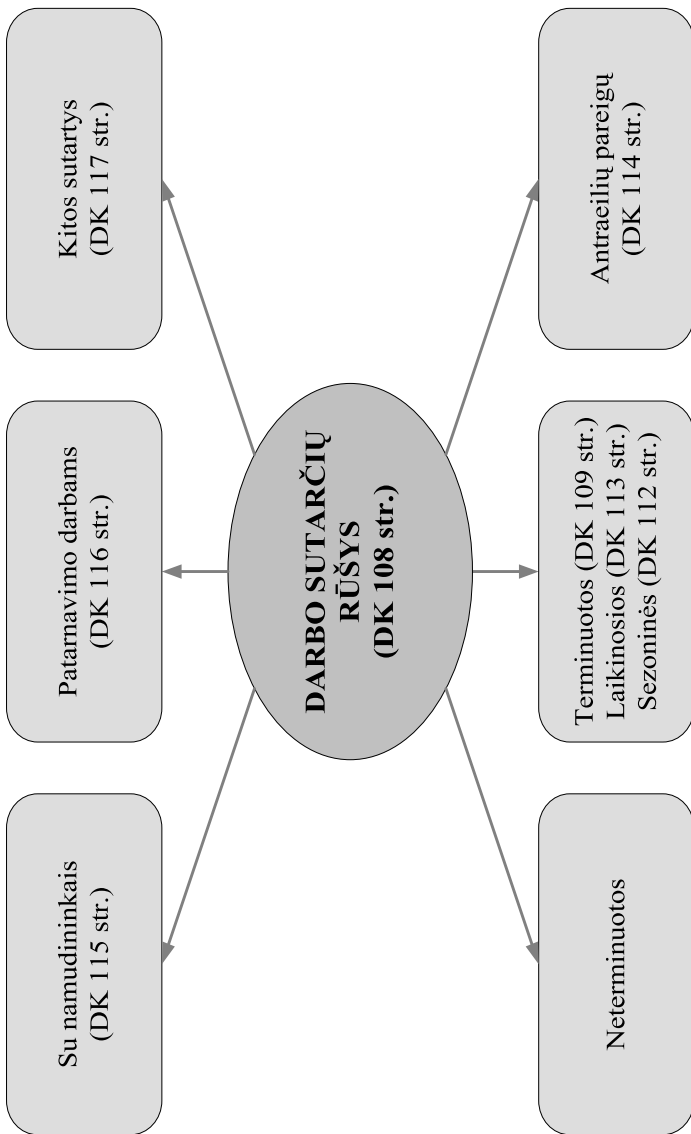 Su namudininkais
(DK 115 str.)
Patarnavimo darbams
(DK 116 str.)
Kitos sutartys
(DK 117 str.)
DARBO SUTARČIŲ
RŪŠYS
(DK 108 str.)
Neterminuotos
Terminuotos (DK 109 str.)
Laikinosios (DK 113 str.)
Sezoninės (DK 112 str.)
Antraeilių pareigų
(DK 114 str.)